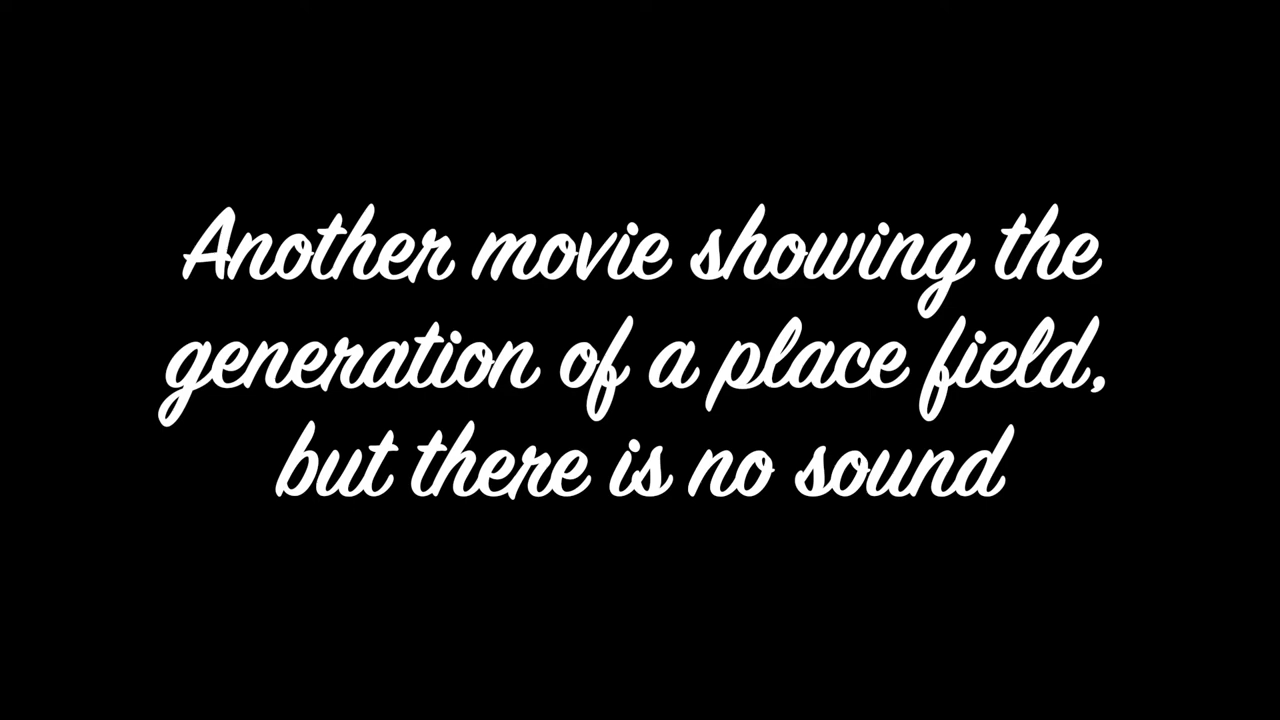 Another movie showing the
generation of a place field,
but there is no sound